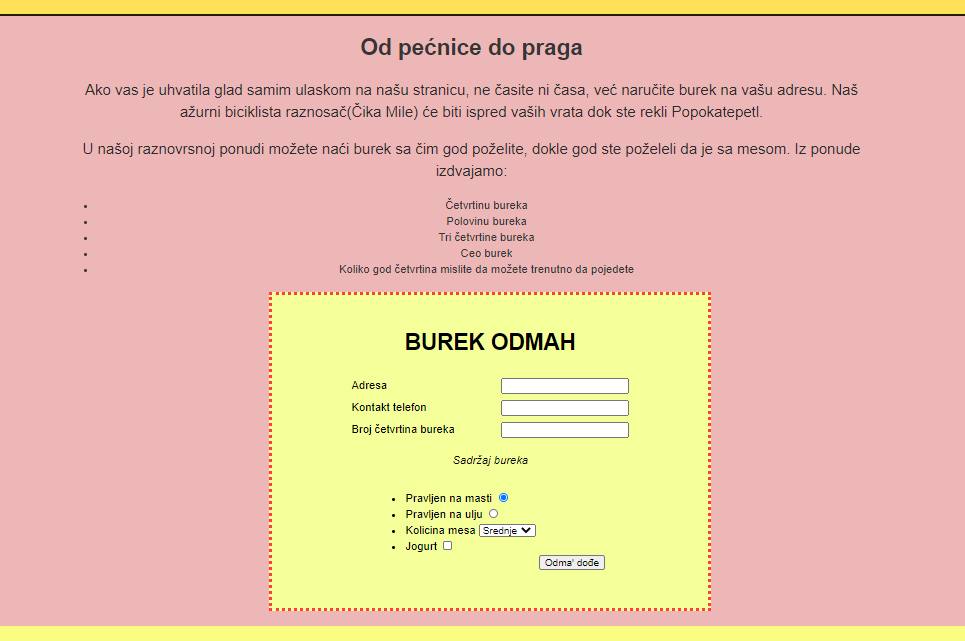 Od pećnice do praga
Ako vas je uhvatila glad samim ulaskom na našu stranicu, ne časite ni časa, već naručite burek na vašu adresu. Naš
ažurni biciklista raznosač(Čika Mile) će biti ispred vaših vrata dok ste rekli Popokatepetl.
U našoj raznovrsnoj ponudi možete naći burek sa čim god poželite, dokle god ste poželeli da je sa mesom. Iz ponude
izdvajamo:
Četvrtinu bureka
Polovinu bureka
Tri četvrtine bureka
Ceo burek
Koliko god četvrtina mislite da možete trenutno da pojedete
BUREK ODMAH
Adresa
Kontakt telefon
Broj četvrtina bureka
Sadržaj bureka
Pravljen na masti
Pravljen na ulju
Kolicina mesa Srednje
Jogurt
Odma' dođe